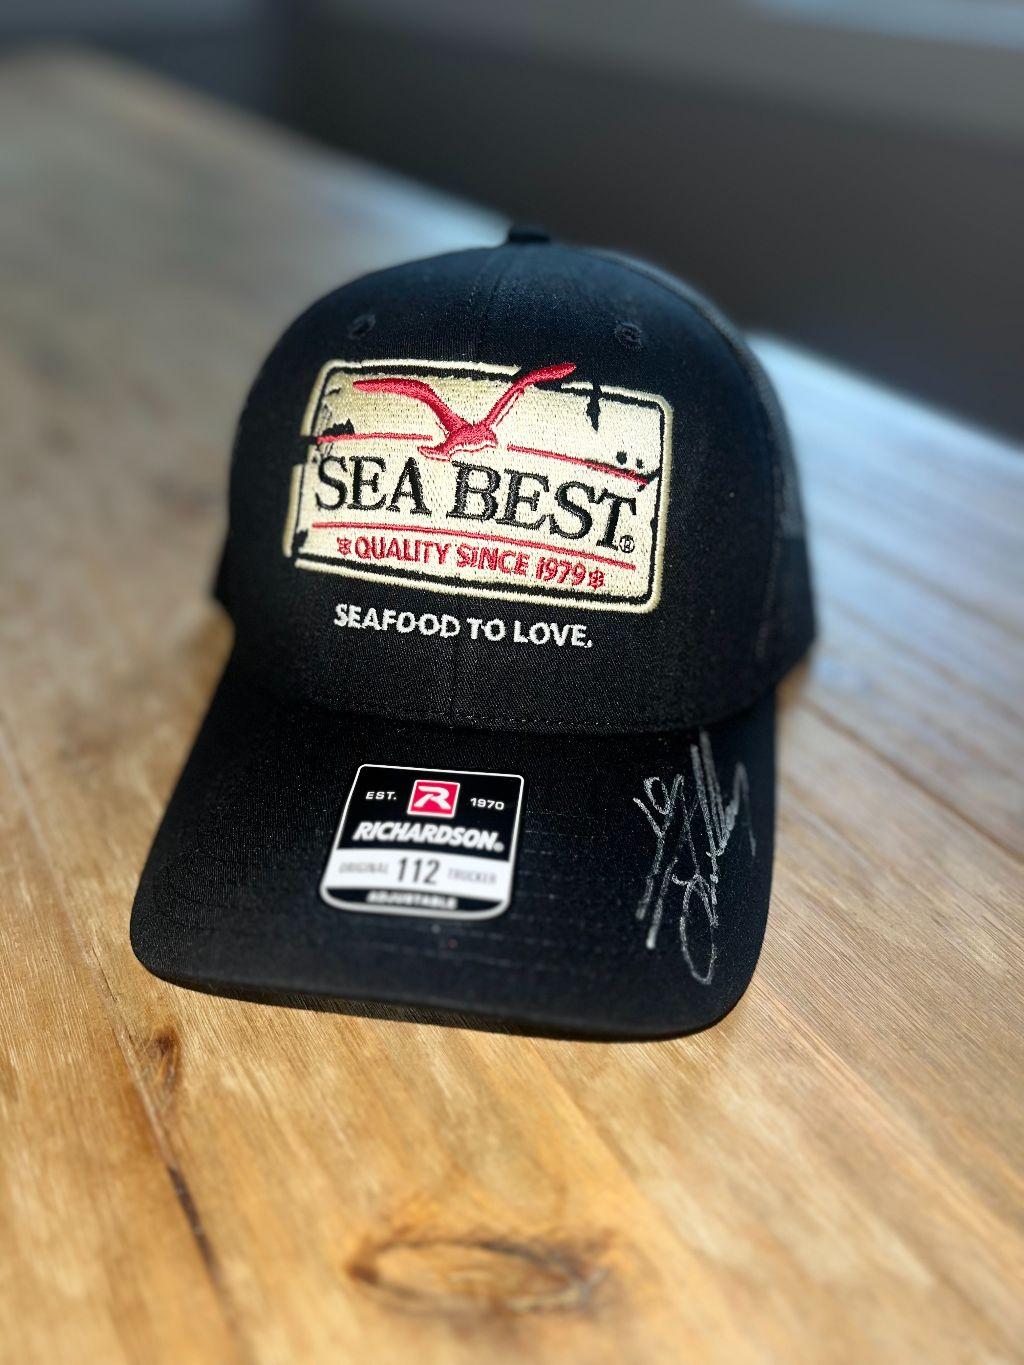 SEA BEST®
QUALITY SINCE 1979
SEAFOOD TO LOVE.
EST. R 1970
RICHARDSON®
ORIGINAL 112 TRUCKER
ADJUSTABLE